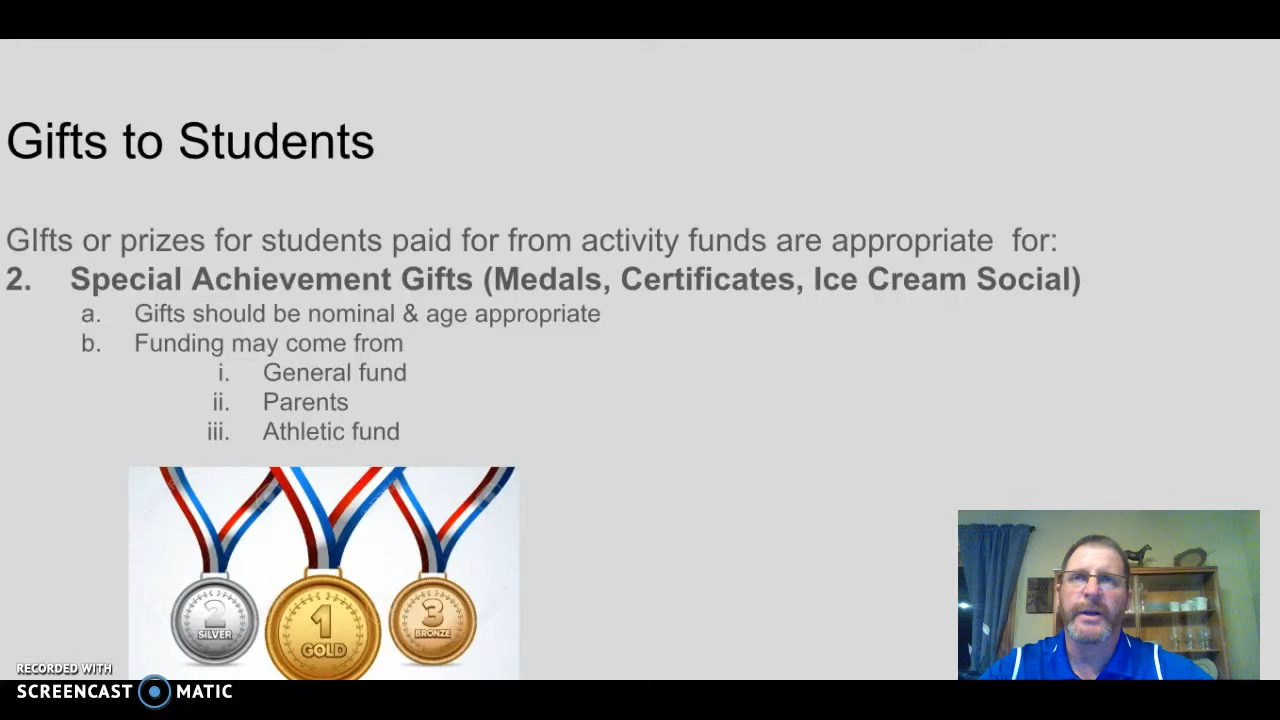 Gifts to Students
GIfts or prizes for students paid for from activity funds are appropriate  for:
2. Special Achievement Gifts (Medals, Certificates, Ice Cream Social)
a. Gifts should be nominal & age appropriate
b. Funding may come from
i. General fund
ii. Parents
iii. Athletic fund
2
SILVER
1
GOLD
3
BRONZE
RECORDED WITH
SCREENCAST MATIC